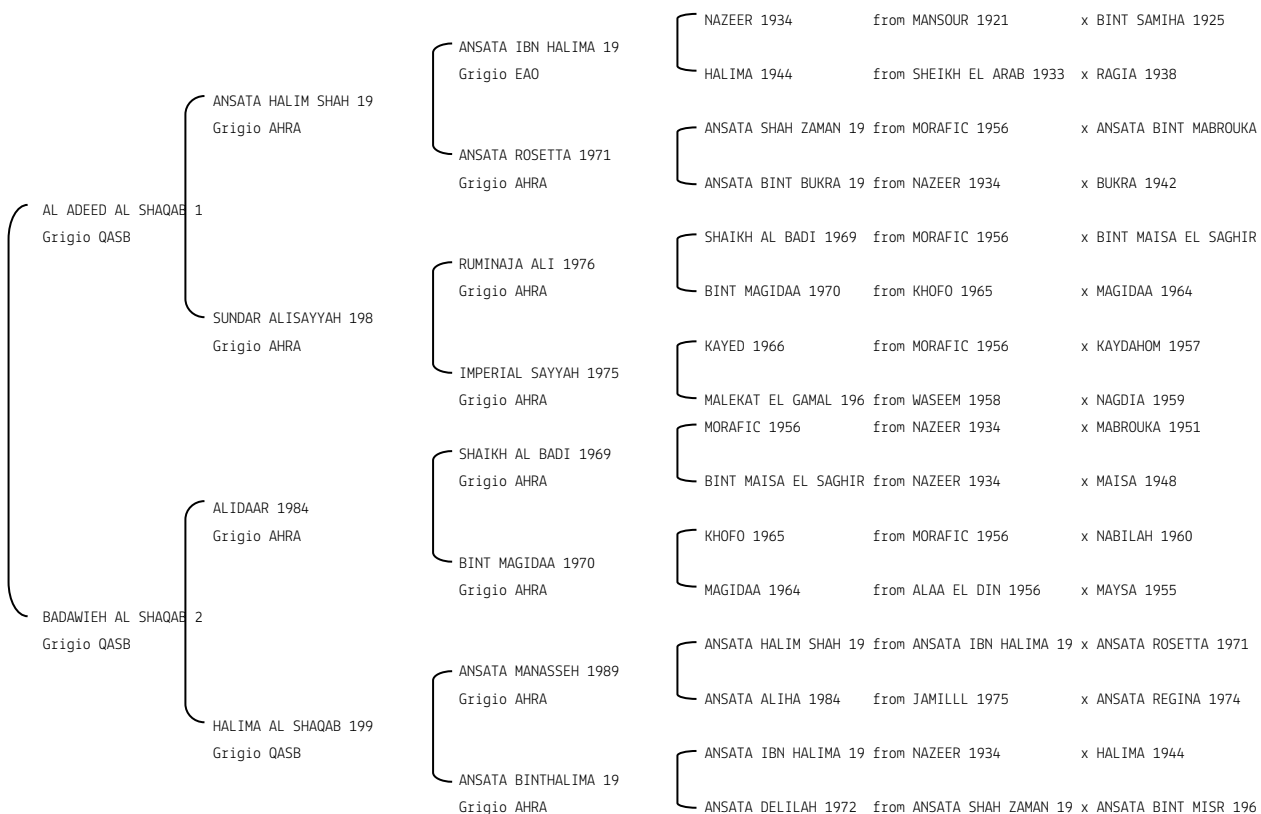 NAZEER 1934 from MANSOUR 1921 x BINT SAMIHA 1925
ANSATA IBN HALIMA 19
Grigio EAO
HALIMA 1944 from SHEIKH EL ARAB 1933 x RAGIA 1938
ANSATA HALIM SHAH 19
Grigio AHRA
ANSATA SHAH ZAMAN 19 from MORAFIC 1956 x ANSATA BINT MABROUKA
ANSATA ROSETTA 1971
Grigio AHRA
ANSATA BINT BUKRA 19 from NAZEER 1934 x BUKRA 1942
AL ADEED AL SHAQAB 1
Grigio QASB
SHAIKH AL BADI 1969 from MORAFIC 1956 x BINT MAISA EL SAGHIR
RUMINAJA ALI 1976
Grigio AHRA
BINT MAGIDAA 1970 from KHOFO 1965 x MAGIDAA 1964
SUNDAR ALISAYYAH 198
Grigio AHRA
KAYED 1966 from MORAFIC 1956 x KAYDAHOM 1957
IMPERIAL SAYYAH 1975
Grigio AHRA
MALEKAT EL GAMAL 196 from WASEEM 1958 x NAGDIA 1959
MORAFIC 1956 from NAZEER 1934 x MABROUKA 1951
SHAIKH AL BADI 1969
Grigio AHRA
BINT MAISA EL SAGHIR from NAZEER 1934 x MAISA 1948
ALIDAAR 1984
Grigio AHRA
KHOFO 1965 from MORAFIC 1956 x NABILAH 1960
BINT MAGIDAA 1970
Grigio AHRA
MAGIDAA 1964 from ALAA EL DIN 1956 x MAYSA 1955
BADAWIEH AL SHAQAB 2
Grigio QASB
ANSATA HALIM SHAH 19 from ANSATA IBN HALIMA 19 x ANSATA ROSETTA 1971
ANSATA MANASSEH 1989
Grigio AHRA
ANSATA ALIHA 1984 from JAMILLL 1975 x ANSATA REGINA 1974
HALIMA AL SHAQAB 199
Grigio QASB
ANSATA IBN HALIMA 19 from NAZEER 1934 x HALIMA 1944
ANSATA BINTHALIMA 19
Grigio AHRA
ANSATA DELILAH 1972 from ANSATA SHAH ZAMAN 19 x ANSATA BINT MISR 196